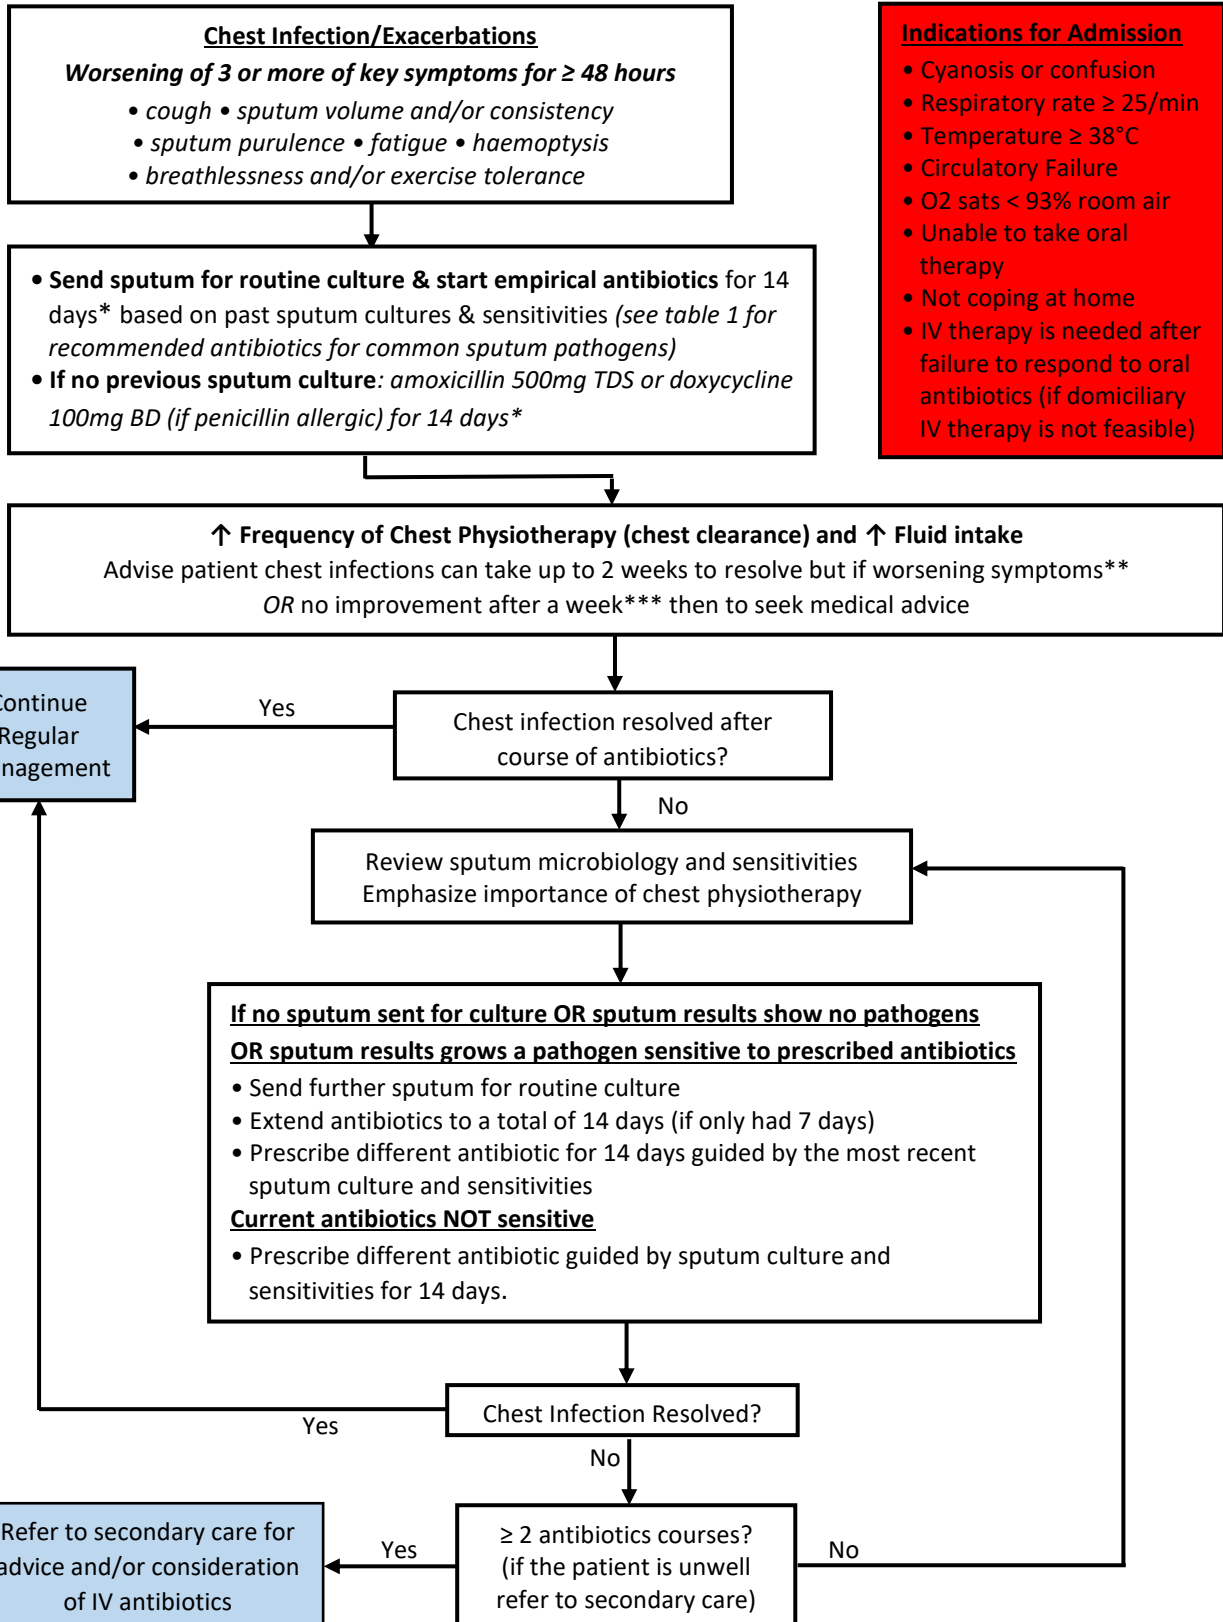 Chest Infection/Exacerbations
Worsening of 3 or more of key symptoms for ≥ 48 hours
• cough • sputum volume and/or consistency
• sputum purulence • fatigue • haemoptysis
• breathlessness and/or exercise tolerance
Indications for Admission
• Cyanosis or confusion
• Respiratory rate ≥ 25/min
• Temperature ≥ 38°C
• Circulatory Failure
• O2 sats < 93% room air
• Unable to take oral
therapy
• Not coping at home
• IV therapy is needed after
failure to respond to oral
antibiotics (if domiciliary
IV therapy is not feasible)
• Send sputum for routine culture & start empirical antibiotics for 14
days* based on past sputum cultures & sensitivities (see table 1 for
recommended antibiotics for common sputum pathogens)
• If no previous sputum culture: amoxicillin 500mg TDS or doxycycline
100mg BD (if penicillin allergic) for 14 days*
↑ Frequency of Chest Physiotherapy (chest clearance) and ↑ Fluid intake
Advise patient chest infections can take up to 2 weeks to resolve but if worsening symptoms**
OR no improvement after a week*** then to seek medical advice
Chest infection resolved after
course of antibiotics?
Yes
Continue
Regular
nagement
No
Review sputum microbiology and sensitivities
Emphasize importance of chest physiotherapy
If no sputum sent for culture OR sputum results show no pathogens
OR sputum results grows a pathogen sensitive to prescribed antibiotics
• Send further sputum for routine culture
• Extend antibiotics to a total of 14 days (if only had 7 days)
• Prescribe different antibiotic for 14 days guided by the most recent
sputum culture and sensitivities
Current antibiotics NOT sensitive
• Prescribe different antibiotic guided by sputum culture and
sensitivities for 14 days.
Chest Infection Resolved?
Yes
No
≥ 2 antibiotics courses?
(if the patient is unwell
refer to secondary care)
Yes
No
Refer to secondary care for
advice and/or consideration
of IV antibiotics